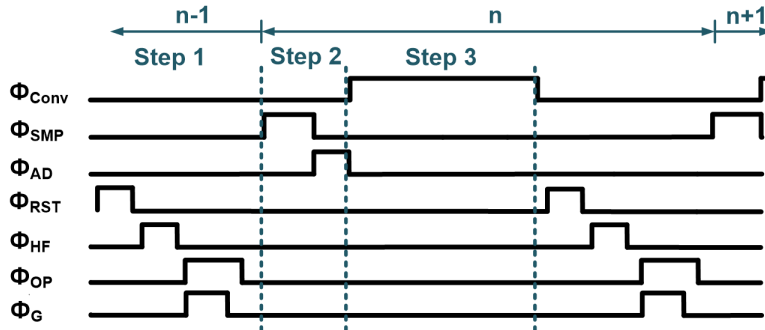 n-1 n n+1
Step 1 Step 2 Step 3
ΦConv
ΦSMP
ΦAD
ΦRST
ΦHF
ΦOP
ΦG